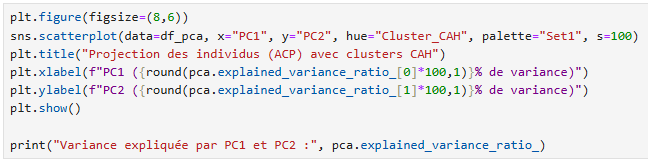 plt.figure(figsize=(8,6))
sns.scatterplot(data=df_pca, x="PC1", y="PC2", hue="Cluster_CAH", palette="Set1", s=100)
plt.title("Projection des individus (ACP) avec clusters CAH")
plt.xlabel(f"PC1 ({round(pca.explained_variance_ratio_[0]*100,1)}% de variance)")
plt.ylabel(f"PC2 ({round(pca.explained_variance_ratio_[1]*100,1)}% de variance)")
plt.show()

print("Variance expliquée par PC1 et PC2 :", pca.explained_variance_ratio_)